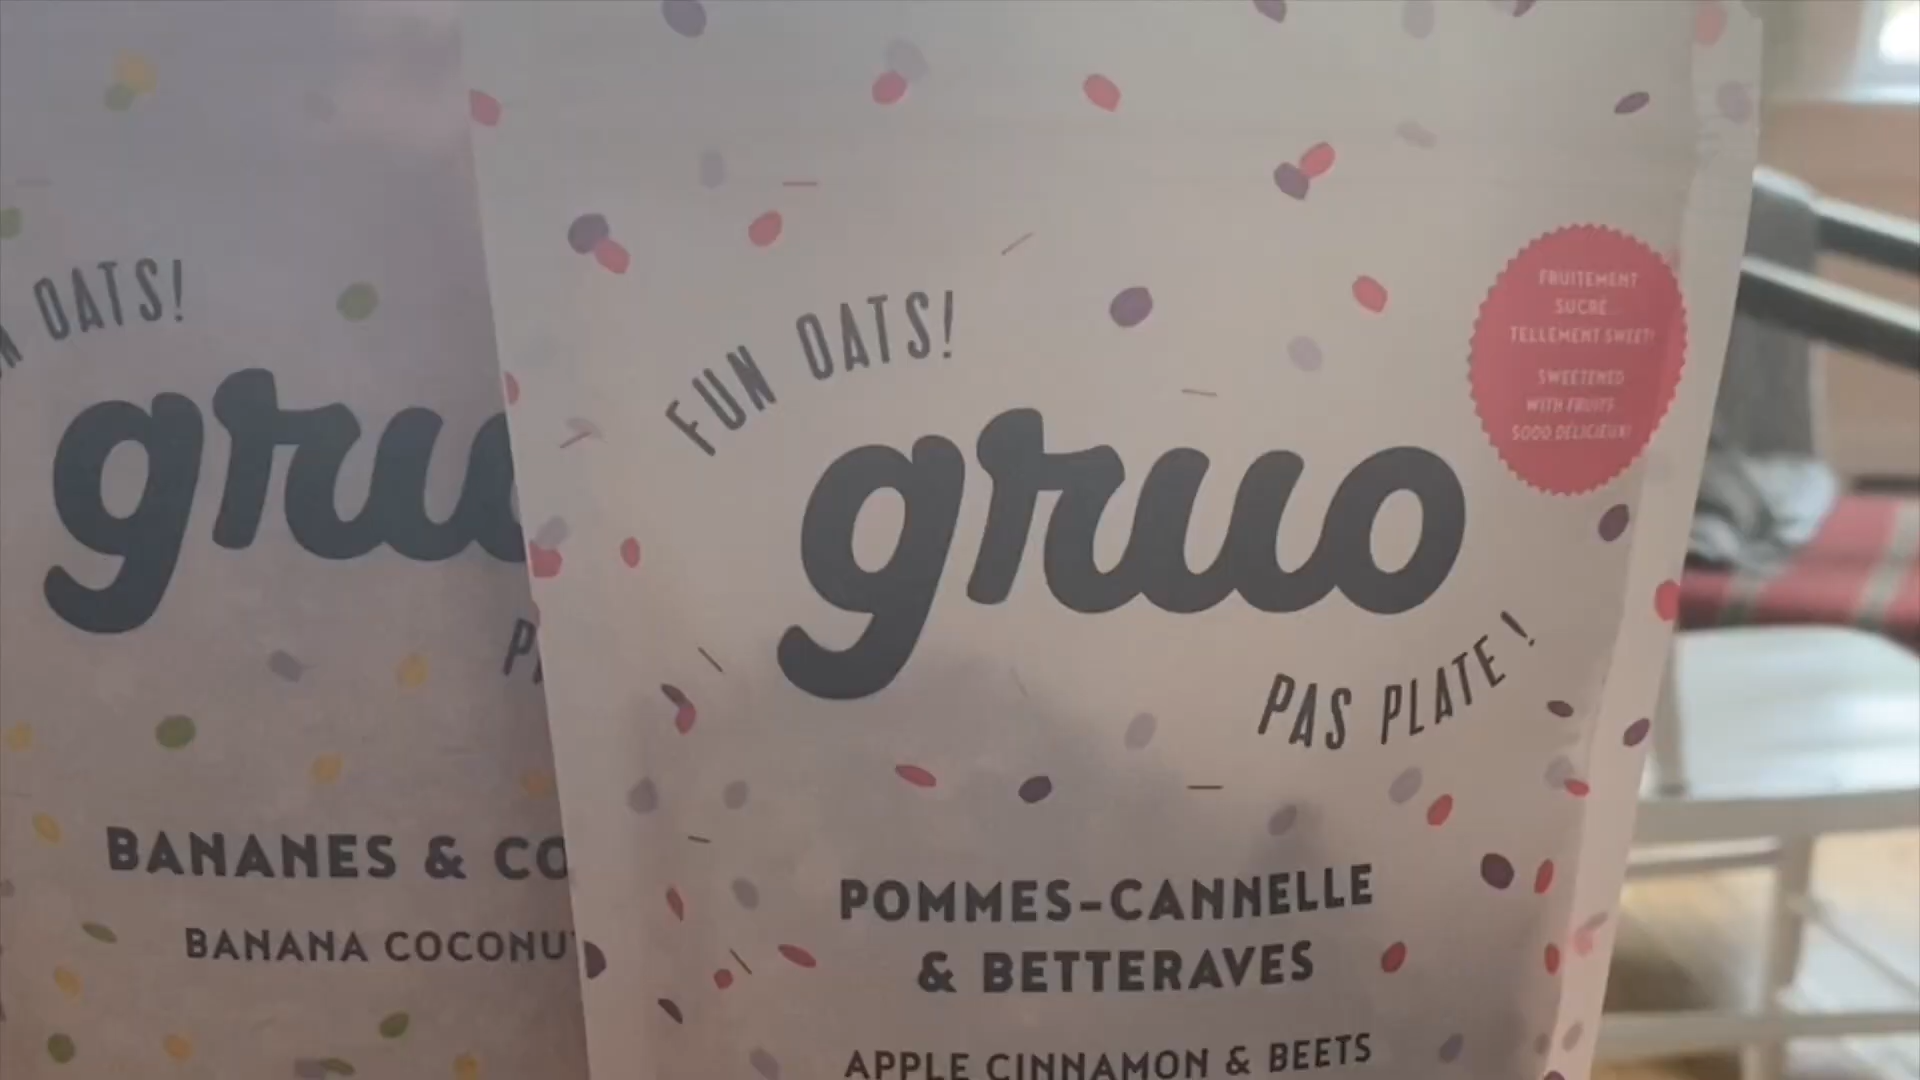 OATS!
gru
BANANES & CO
BANANA COCONU
FUN OATS!
gruo
PAS PLATE!
FRUITEMENT
SUCRÉ
TELLEMENT SWEET!
SWEETENED
WITH FRUITS
SOOO DÉLICIEUX!
POMMES-CANNELLE
& BETTERAVES
APPLE CINNAMON & BEETS